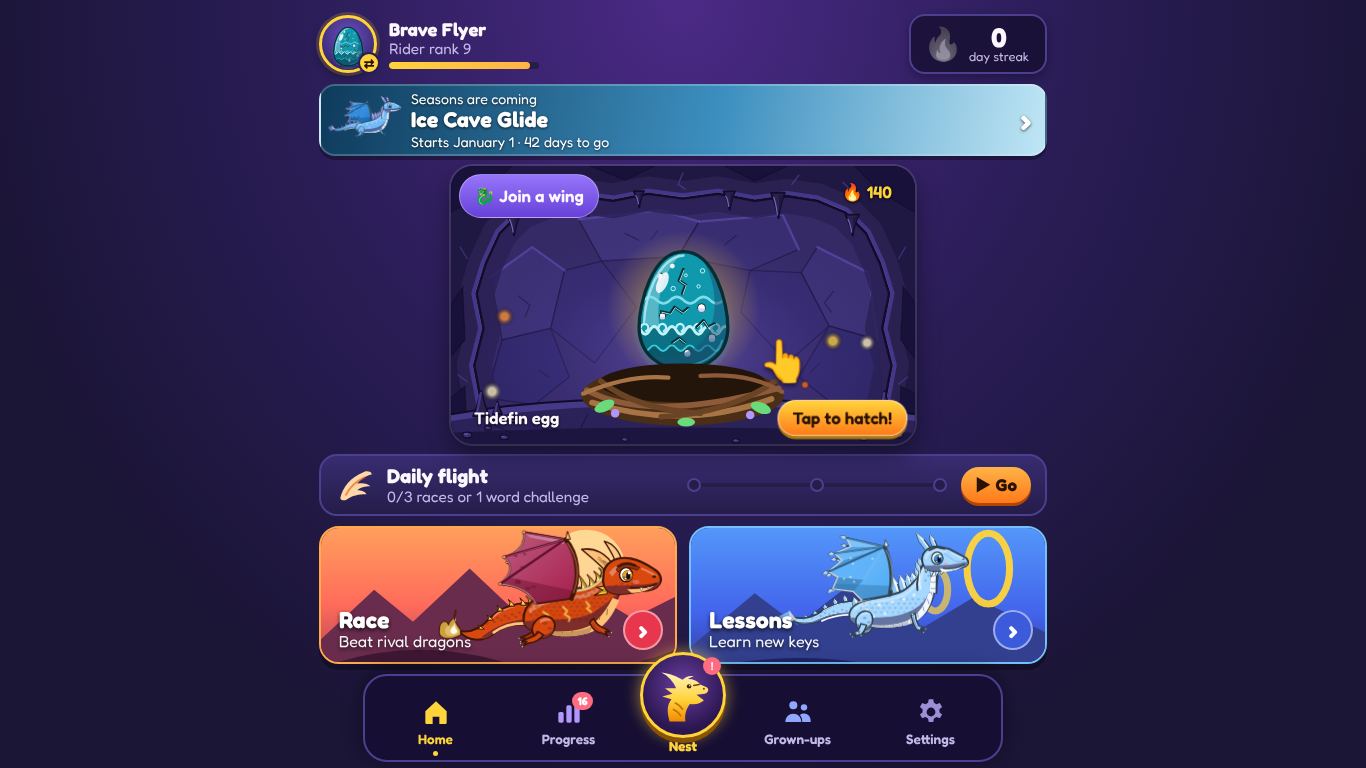 Brave Flyer
Rider rank 9
0
day streak
Seasons are coming
Ice Cave Glide
Starts January 1 · 42 days to go
Join a wing
140
Tidefin egg
Tap to hatch!
Daily flight
0/3 races or 1 word challenge
Go
Race
Beat rival dragons
Lessons
Learn new keys
!
16
Home
Progress
Nest
Grown-ups
Settings